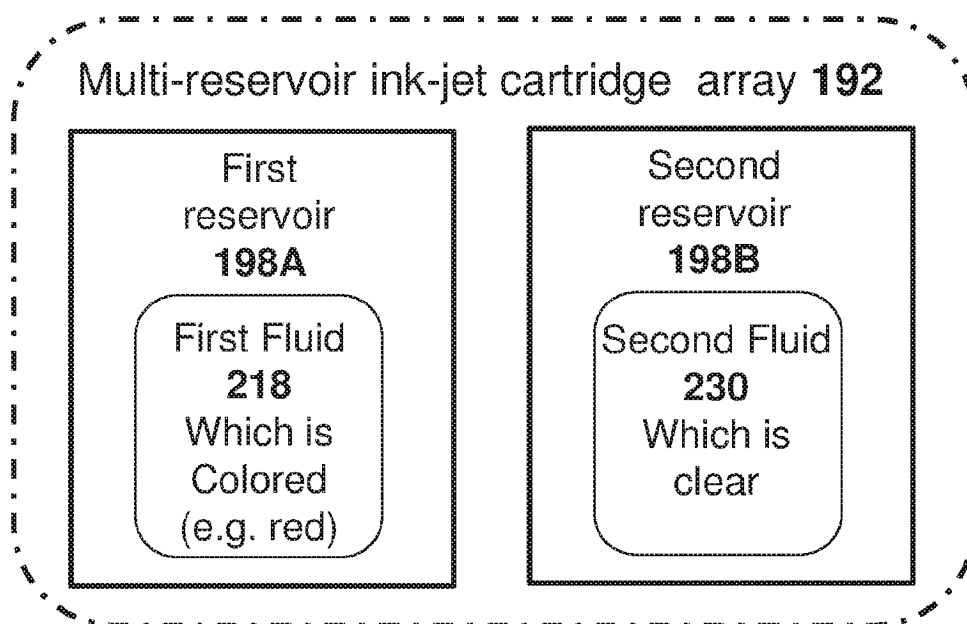 Multi-reservoir ink-jet cartridge array 192
First
reservoir
198A
First Fluid
218
Which is
Colored
(e.g. red)
Second
reservoir
198B
Second Fluid
230
Which is
clear